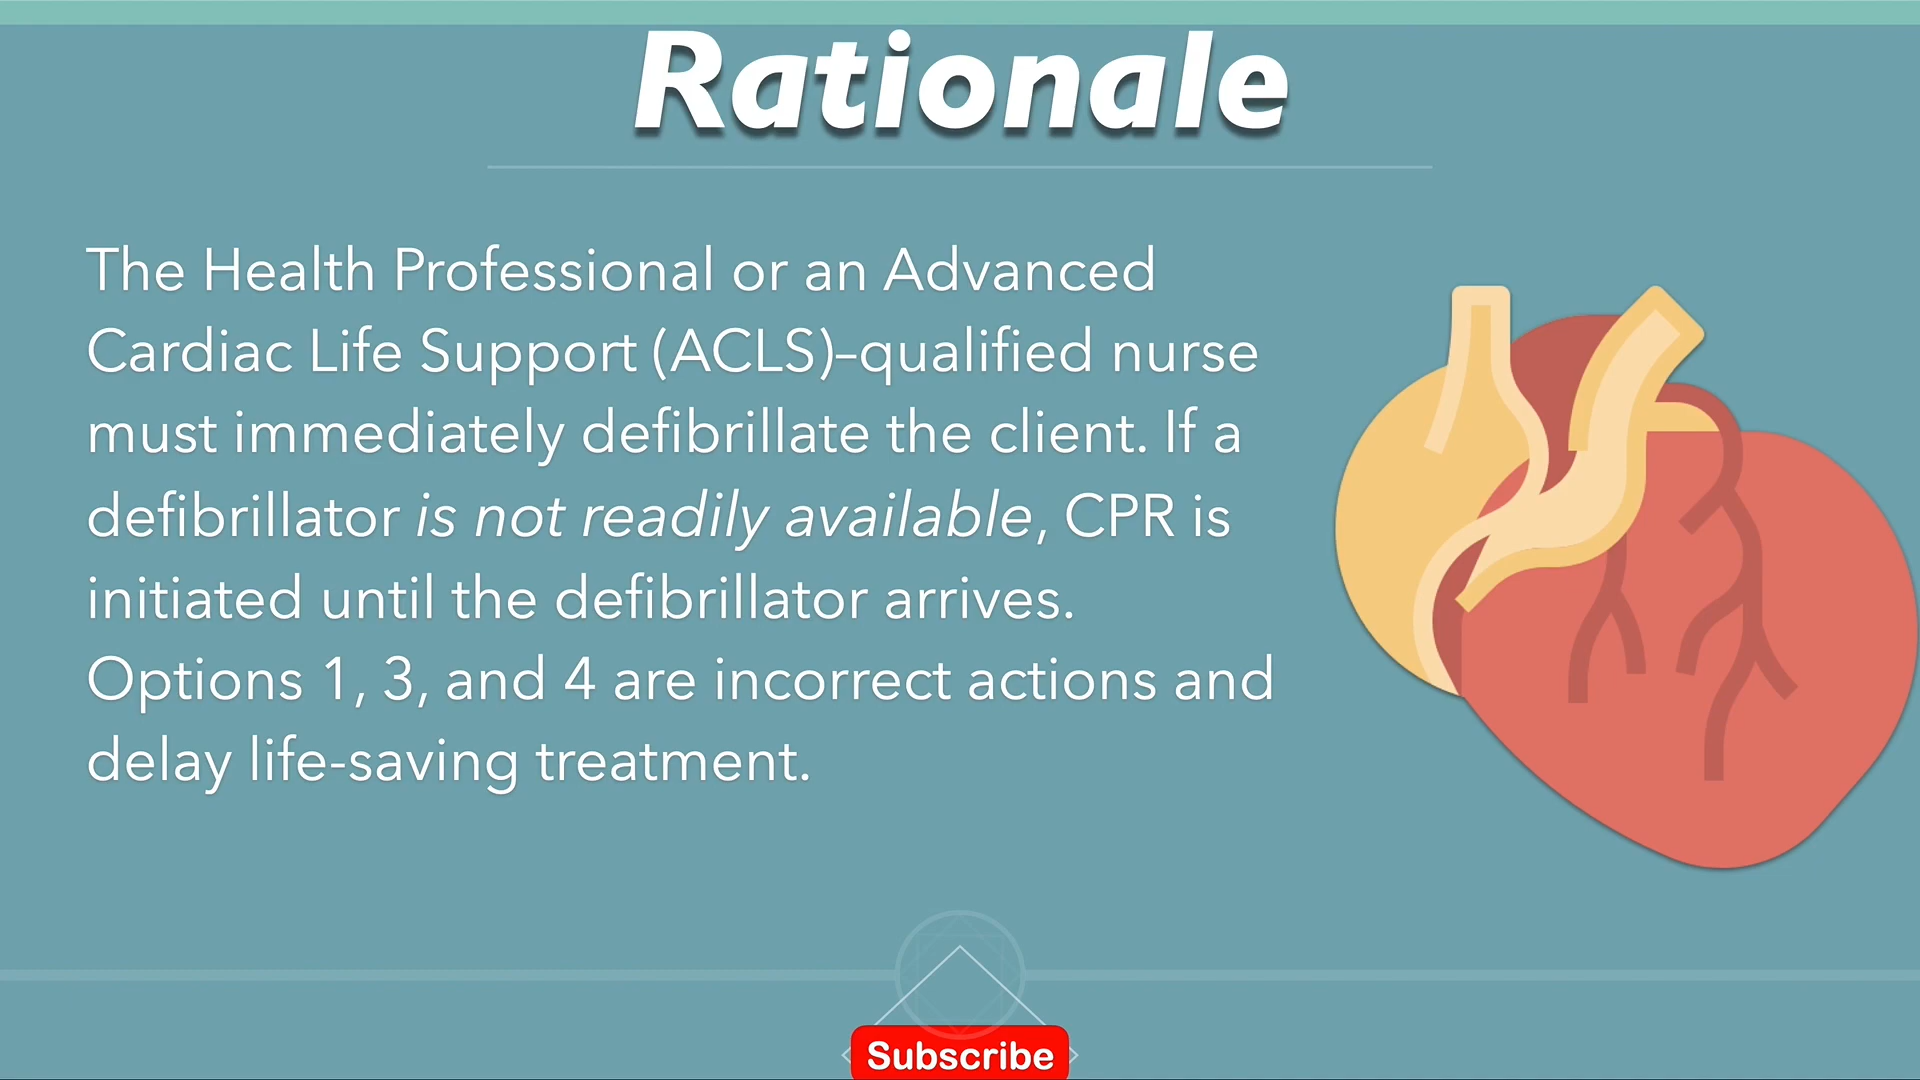 Rationale
The Health Professional or an Advanced
Cardiac Life Support (ACLS)–qualified nurse
must immediately defibrillate the client. If a
defibrillator is not readily available, CPR is
initiated until the defibrillator arrives.
Options 1, 3, and 4 are incorrect actions and
delay life-saving treatment.
Subscribe